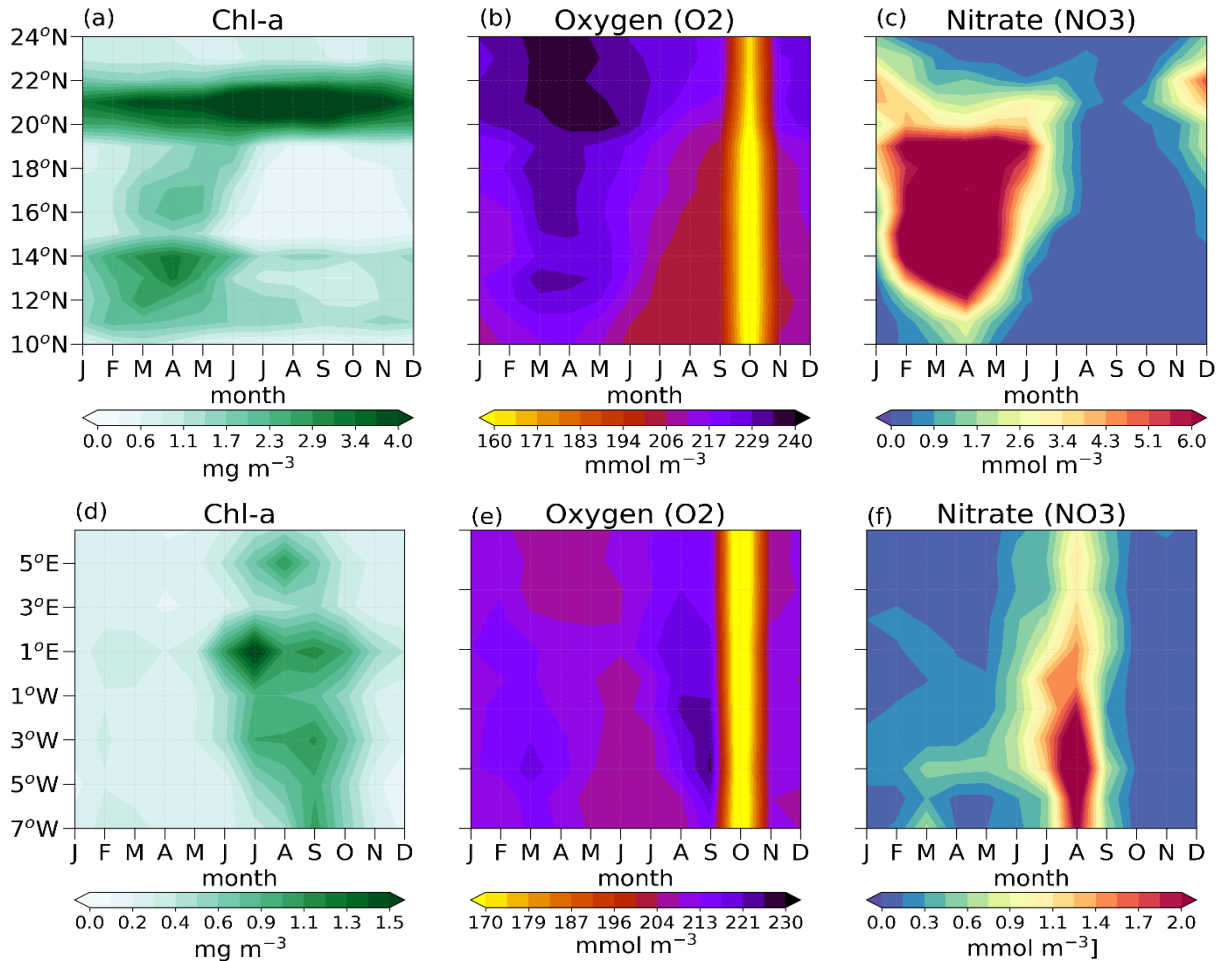 (a) Chl-a
24°N
22°N
20°N
18°N
16°N
14°N
12°N
10°N
J F M A M J J A S O N D
month
0.0 0.6 1.1 1.7 2.3 2.9 3.4 4.0
mg m⁻³
(b) Oxygen (O2)
J F M A M J J A S O N D
month
160 171 183 194 206 217 229 240
mmol m⁻³
(c) Nitrate (NO3)
J F M A M J J A S O N D
month
0.0 0.9 1.7 2.6 3.4 4.3 5.1 6.0
mmol m⁻³
(d) Chl-a
5°E
3°E
1°E
1°W
3°W
5°W
7°W
J F M A M J J A S O N D
month
0.0 0.2 0.4 0.6 0.9 1.1 1.3 1.5
mg m⁻³
(e) Oxygen (O2)
J F M A M J J A S O N D
month
170 179 187 196 204 213 221 230
mmol m⁻³
(f) Nitrate (NO3)
J F M A M J J A S O N D
month
0.0 0.3 0.6 0.9 1.1 1.4 1.7 2.0
mmol m⁻³]